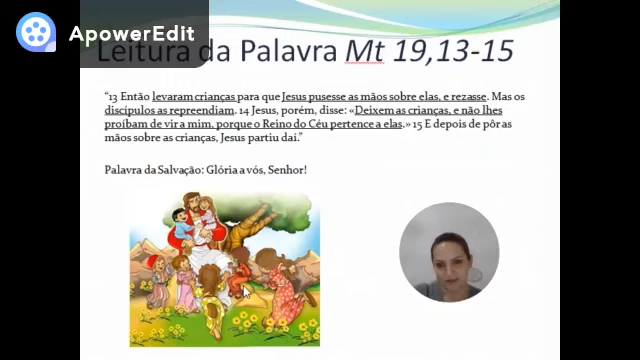 ApowerEdit
Leitura da Palavra Mt 19,13-15
“13 Então levaram crianças para que Jesus pusesse as mãos sobre elas, e rezasse. Mas os
discípulos as repreendiam. 14 Jesus, porém, disse: «Deixem as crianças, e não lhes
proíbam de vir a mim, porque o Reino do Céu pertence a elas.» 15 E depois de pôr as
mãos sobre as crianças, Jesus partiu daí.”
Palavra da Salvação: Glória a vós, Senhor!